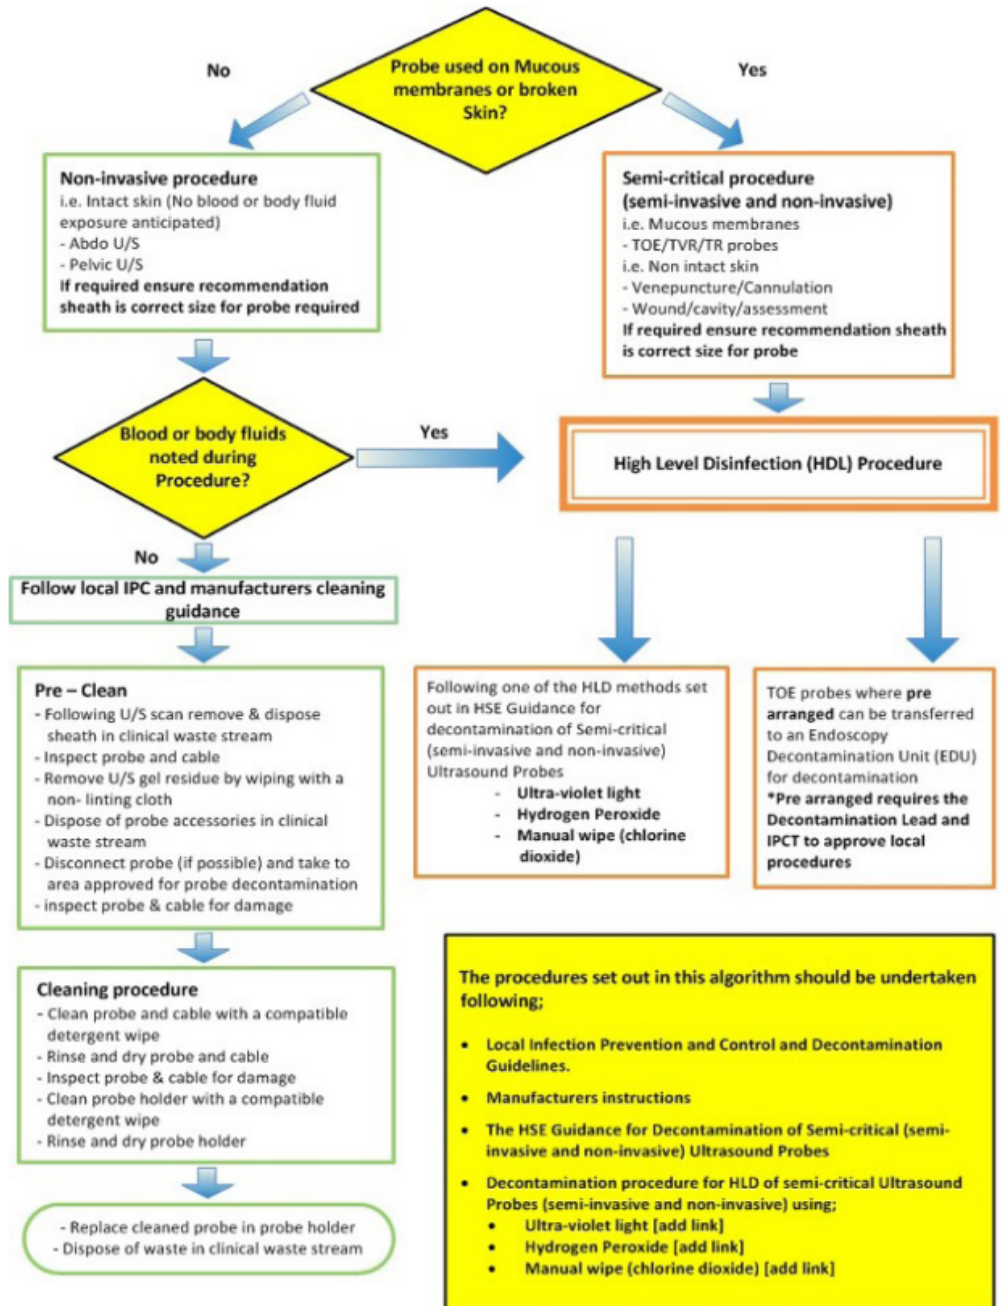 No
Probe used on Mucous
membranes or broken
Skin?
Yes
Non-invasive procedure
i.e. Intact skin (No blood or body fluid
exposure anticipated)
- Abdo U/S
- Pelvic U/S
If required ensure recommendation
sheath is correct size for probe required
Semi-critical procedure
(semi-invasive and non-invasive)
i.e. Mucous membranes
- TOE/TVR/TR probes
i.e. Non intact skin
- Venepuncture/Cannulation
- Wound/cavity/assessment
If required ensure recommendation sheath
is correct size for probe
Blood or body fluids
noted during
Procedure?
Yes
High Level Disinfection (HDL) Procedure
No
Follow local IPC and manufacturers cleaning
guidance
Pre – Clean
- Following U/S scan remove & dispose
sheath in clinical waste stream
- Inspect probe and cable
- Remove U/S gel residue by wiping with a
non- linting cloth
- Dispose of probe accessories in clinical
waste stream
- Disconnect probe (if possible) and take to
area approved for probe decontamination
- inspect probe & cable for damage
Following one of the HLD methods set
out in HSE Guidance for
decontamination of Semi-critical
(semi-invasive and non-invasive)
Ultrasound Probes
- Ultra-violet light
- Hydrogen Peroxide
- Manual wipe (chlorine
dioxide)
TOE probes where pre
arranged can be transferred
to an Endoscopy
Decontamination Unit (EDU)
for decontamination
*Pre arranged requires the
Decontamination Lead and
IPCT to approve local
procedures
Cleaning procedure
- Clean probe and cable with a compatible
detergent wipe
- Rinse and dry probe and cable
- Inspect probe & cable for damage
- Clean probe holder with a compatible
detergent wipe
- Rinse and dry probe holder
- Replace cleaned probe in probe holder
- Dispose of waste in clinical waste stream
The procedures set out in this algorithm should be undertaken
following;
• Local Infection Prevention and Control and Decontamination
Guidelines.
• Manufacturers instructions
• The HSE Guidance for Decontamination of Semi-critical (semi-
invasive and non-invasive) Ultrasound Probes
• Decontamination procedure for HLD of semi-critical Ultrasound
Probes (semi-invasive and non-invasive) using;
• Ultra-violet light [add link]
• Hydrogen Peroxide [add link]
• Manual wipe (chlorine dioxide) [add link]